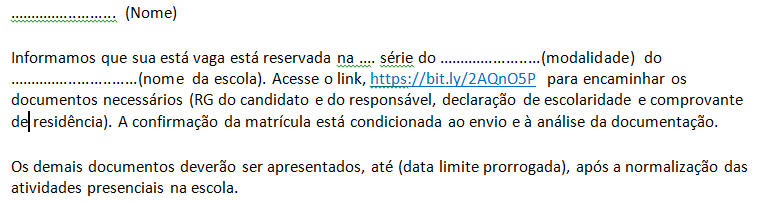 ........................... (Nome)
Informamos que sua está vaga está reservada na .... série do .........................(modalidade) do
................................(nome da escola). Acesse o link, https://bit.ly/2AQnO5P para encaminhar os
documentos necessários (RG do candidato e do responsável, declaração de escolaridade e comprovante
de residência). A confirmação da matrícula está condicionada ao envio e à análise da documentação.
Os demais documentos deverão ser apresentados, até (data limite prorrogada), após a normalização das
atividades presenciais na escola.